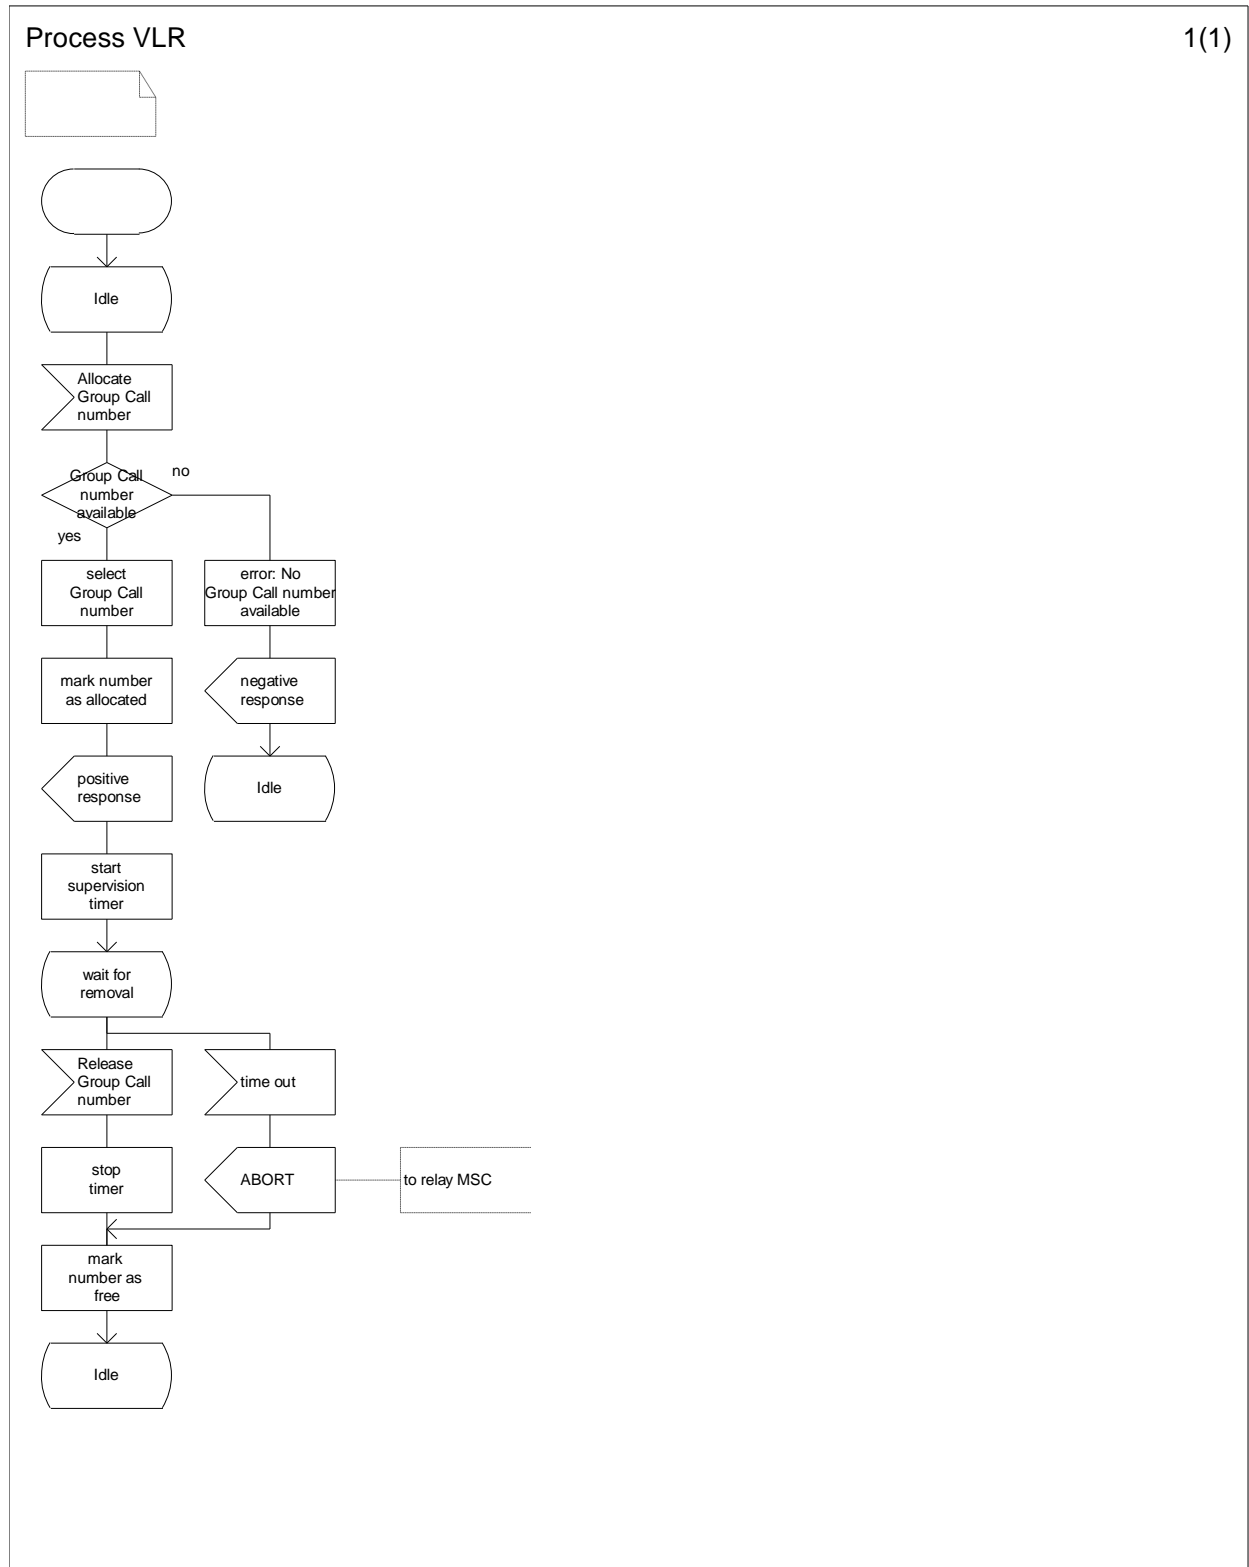 Process VLR
1(1)
Idle
Allocate
Group Call
number
Group Call
number
available
no
yes
select
Group Call
number
error: No
Group Call number
available
mark number
as allocated
negative
response
positive
response
Idle
start
supervision
timer
wait for
removal
Release
Group Call
number
time out
stop
timer
ABORT
to relay MSC
mark
number as
free
Idle